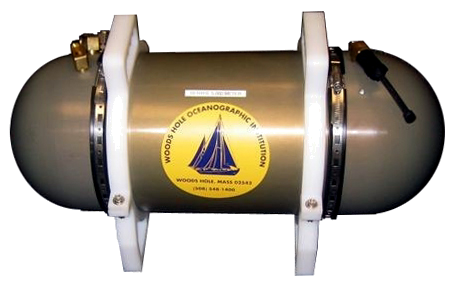 WOODS HOLE OCEANOGRAPHIC INSTITUTION
WOODS HOLE, MASS 02543
(508) 548-1400